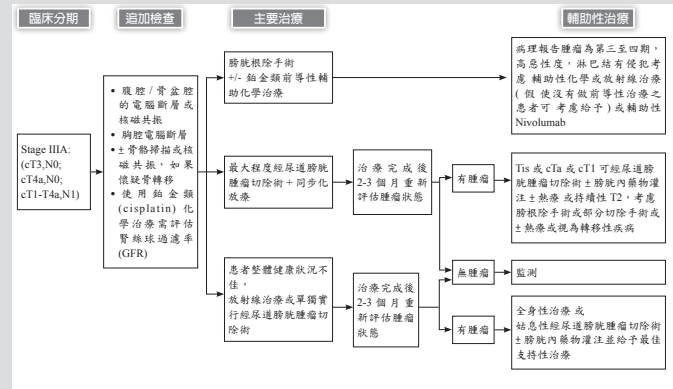 臨床分期
追加檢查
主要治療
輔助性治療
Stage IIIA:
(cT3,N0;
cT4a,N0;
cT1-T4a,N1)
• 腹腔/骨盆腔
的電腦斷層或
核磁共振
• 胸腔電腦斷層
• ±骨骼掃描或核
磁共振，如果
懷疑骨轉移
• 使用鉑金類
(cisplatin) 化
學治療需評估
腎絲球過濾率
(GFR)
膀胱根除手術
+/- 鉑金類前導性輔
助化學治療
病理報告腫瘤為第三至四期，
高惡性度，淋巴結有侵犯考
慮 輔助性化學或放射線治療
( 假 使沒有做前導性治療之
患者可 考慮給予 ) 或輔助性
Nivolumab
最大程度經尿道膀胱
腫瘤切除術 + 同步化
放療
治療完成後
2-3 個月重新
評估腫瘤狀態
有腫瘤
Tis 或 cTa 或 cT1 可經尿道膀
胱腫瘤切除術 ± 膀胱內藥物灌
注 ± 熱療 或持續性 T2，考慮
膀根除手術或部分切除手術或
± 熱療或視為轉移性疾病
無腫瘤
監測
患者整體健康狀況不
佳，
放射線治療或單獨實
行經尿道膀胱腫瘤切
除術
治療完成後
2-3 個月重
新評估腫瘤
狀態
有腫瘤
全身性治療 或
姑息性經尿道膀胱腫瘤切除術
± 膀胱內藥物灌注並給予最佳
支持性治療